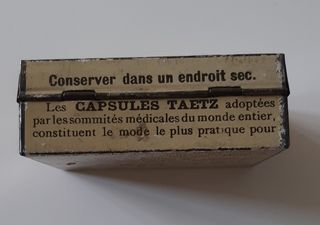 Conserver dans un endroit sec.
Les CAPSULES TAETZ adoptées
par les sommités médicales du monde entier,
constituent le mode le plus pratique pour